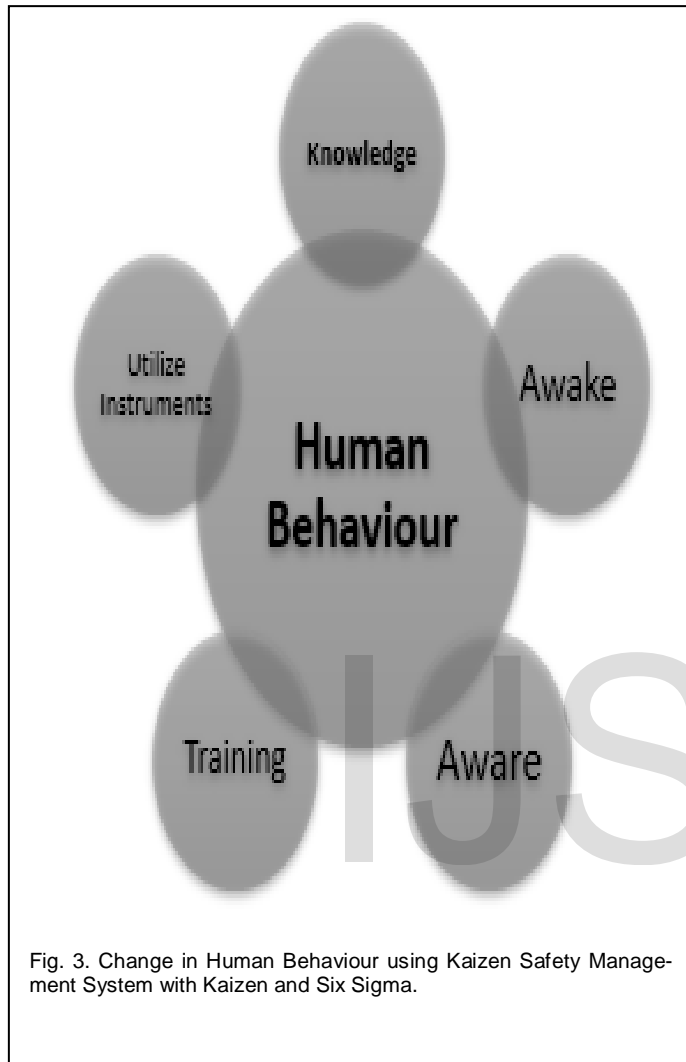 Knowledge
Utilize
Instruments
Awake
Human
Behaviour
Training
Aware
IJS
Fig. 3. Change in Human Behaviour using Kaizen Safety Manage-
ment System with Kaizen and Six Sigma.